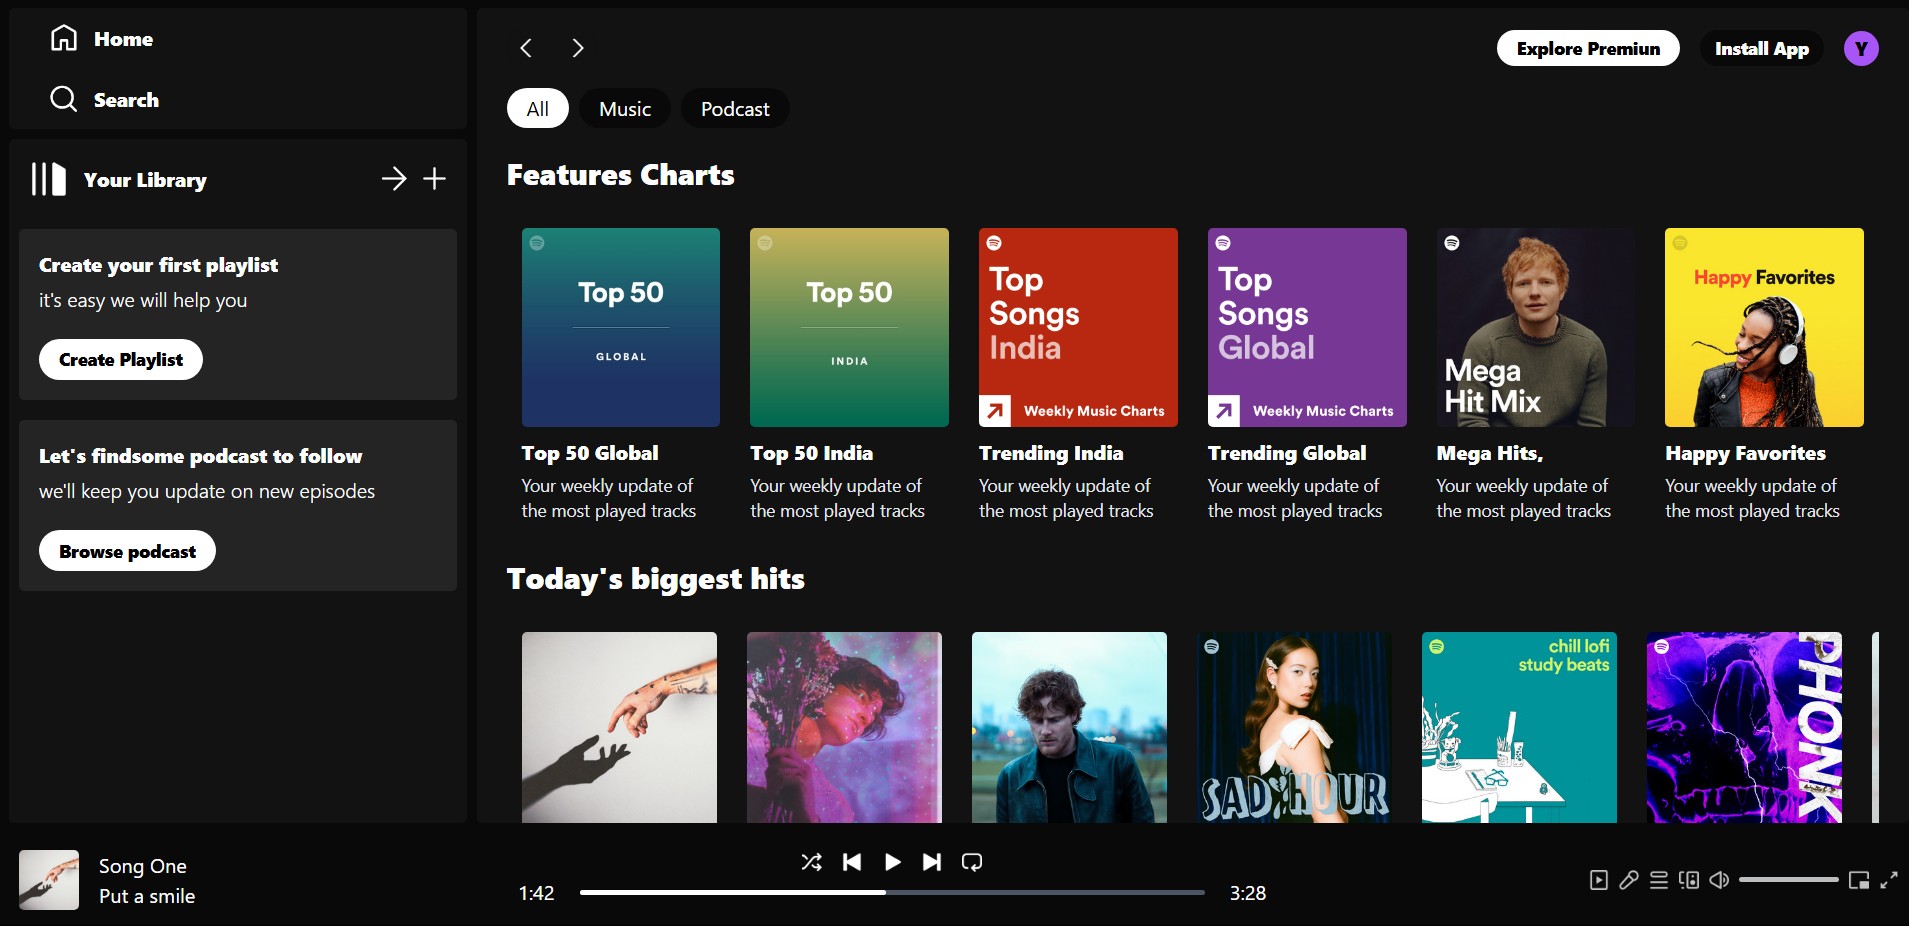 Home
Search
Your Library
Create your first playlist
it's easy we will help you
Create Playlist
Let's findsome podcast to follow
we'll keep you update on new episodes
Browse podcast
Explore Premiun
Install App
Y
All
Music
Podcast
Features Charts
Top 50
GLOBAL
Top 50 Global
Your weekly update of
the most played tracks
Top 50
INDIA
Top 50 India
Your weekly update of
the most played tracks
Top
Songs
India
Weekly Music Charts
Trending India
Your weekly update of
the most played tracks
Top
Songs
Global
Weekly Music Charts
Trending Global
Your weekly update of
the most played tracks
Mega
Hit Mix
Mega Hits,
Your weekly update of
the most played tracks
Happy Favorites
Happy Favorites
Your weekly update of
the most played tracks
Today's biggest hits
SAD HOUR
chill lofi
study beats
PHONK
Song One
Put a smile
1:42
3:28